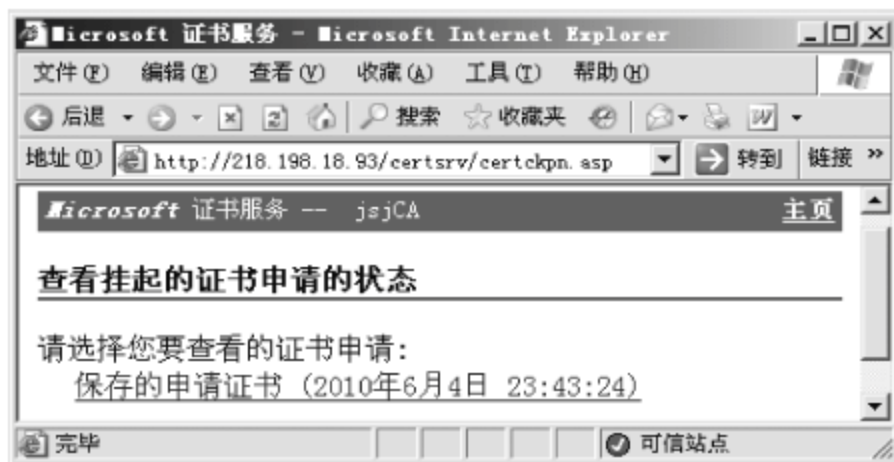 Microsoft 证书服务 - Microsoft Internet Explorer
文件(F) 编辑(E) 查看(V) 收藏(A) 工具(T) 帮助(H)
后退 搜索 收藏夹
地址(D) http://218.198.18.93/certsrv/certckpn.asp 转到 链接 »
Microsoft 证书服务 -- jsjCA 主页
查看挂起的证书申请的状态
请选择您要查看的证书申请:
保存的申请证书 (2010年6月4日 23:43:24)
完毕 可信站点